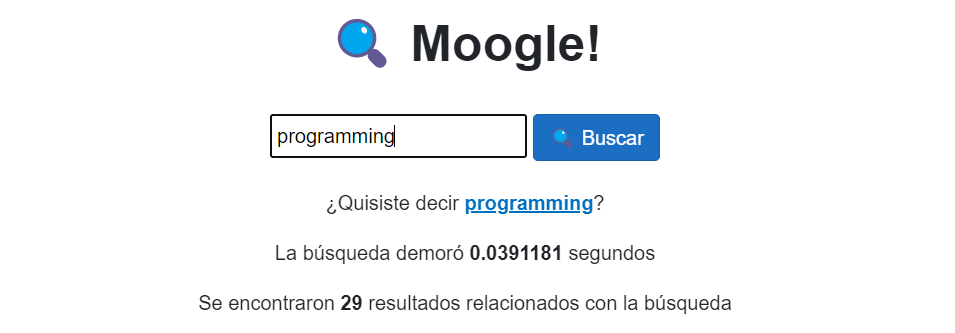 Moogle!
programming
Buscar
¿Quisiste decir programming?
La búsqueda demoró 0.0391181 segundos
Se encontraron 29 resultados relacionados con la búsqueda